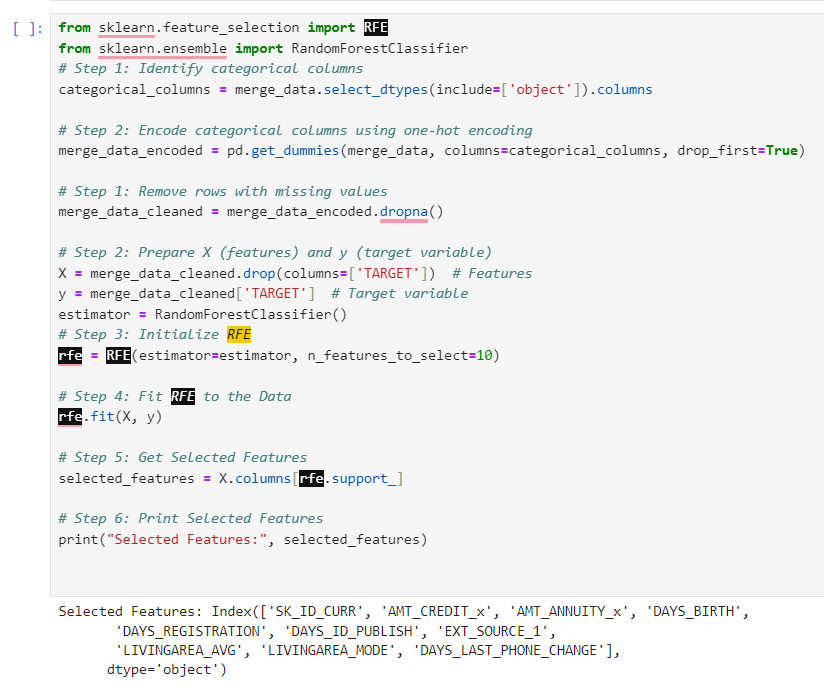 [ ]: from sklearn.feature_selection import RFE
from sklearn.ensemble import RandomForestClassifier
# Step 1: Identify categorical columns
categorical_columns = merge_data.select_dtypes(include=['object']).columns
# Step 2: Encode categorical columns using one-hot encoding
merge_data_encoded = pd.get_dummies(merge_data, columns=categorical_columns, drop_first=True)
# Step 1: Remove rows with missing values
merge_data_cleaned = merge_data_encoded.dropna()
# Step 2: Prepare X (features) and y (target variable)
X = merge_data_cleaned.drop(columns=['TARGET'])  # Features
y = merge_data_cleaned['TARGET']  # Target variable
estimator = RandomForestClassifier()
# Step 3: Initialize RFE
rfe = RFE(estimator=estimator, n_features_to_select=10)
# Step 4: Fit RFE to the Data
rfe.fit(X, y)
# Step 5: Get Selected Features
selected_features = X.columns[rfe.support_]
# Step 6: Print Selected Features
print("Selected Features:", selected_features)
Selected Features: Index(['SK_ID_CURR', 'AMT_CREDIT_x', 'AMT_ANNUITY_x', 'DAYS_BIRTH',
'DAYS_REGISTRATION', 'DAYS_ID_PUBLISH', 'EXT_SOURCE_1',
'LIVINGAREA_AVG', 'LIVINGAREA_MODE', 'DAYS_LAST_PHONE_CHANGE'],
dtype='object')